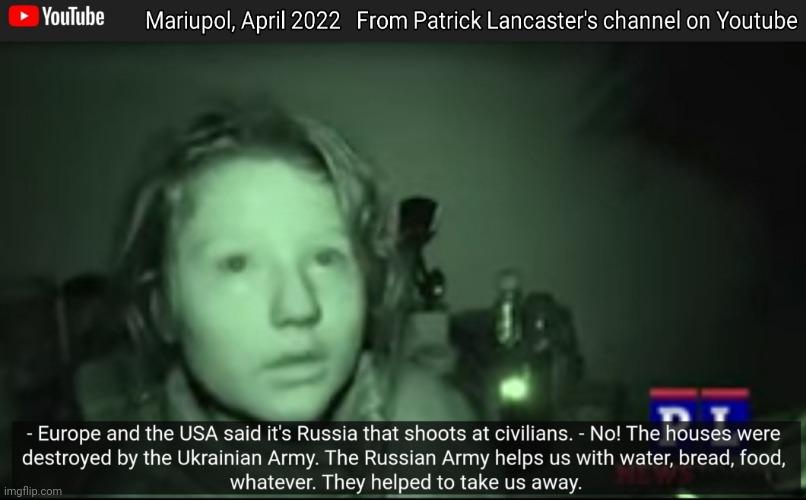 YouTube Mariupol, April 2022 From Patrick Lancaster's channel on Youtube
P L
NEWS
- Europe and the USA said it's Russia that shoots at civilians. - No! The houses were
destroyed by the Ukrainian Army. The Russian Army helps us with water, bread, food,
whatever. They helped to take us away.
imgflip.com